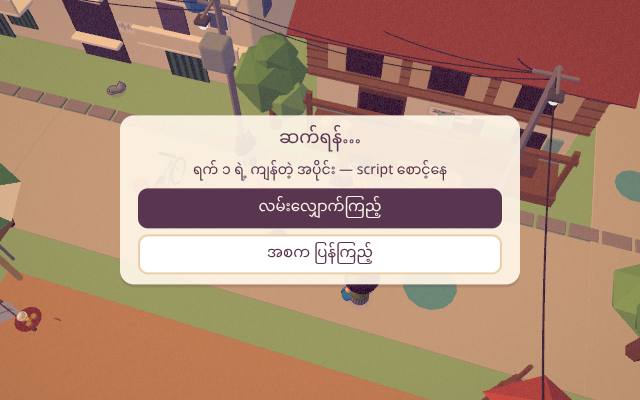 ဆက်ရန်...
ရက် ၁ ရဲ့ ကျန်တဲ့ အပိုင်း — script စောင့်နေ
လမ်းလျှောက်ကြည့်
အစက ပြန်ကြည့်